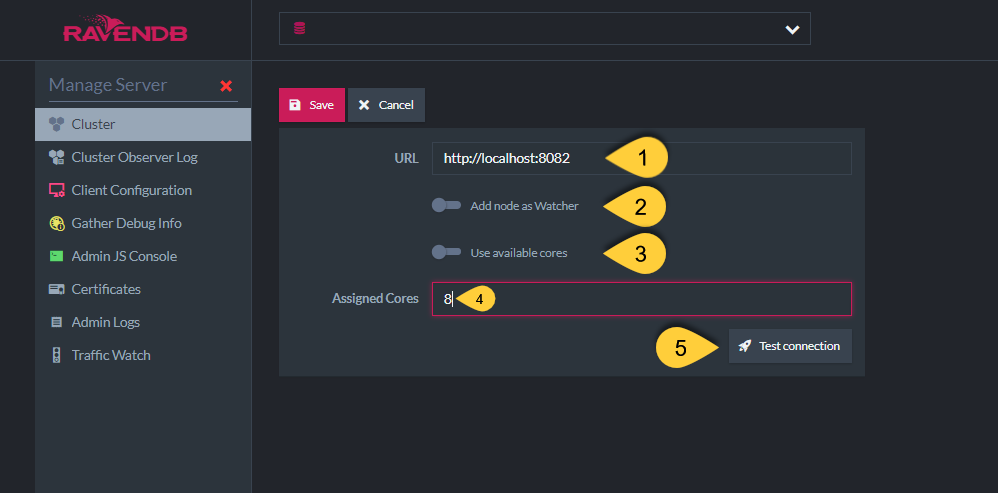 RAVENDB
Manage Server
Cluster
Cluster Observer Log
Client Configuration
Gather Debug Info
Admin JS Console
Certificates
Admin Logs
Traffic Watch
Save Cancel
URL http://localhost:8082 1
Add node as Watcher 2
Use available cores 3
Assigned Cores 8 4
5 Test connection